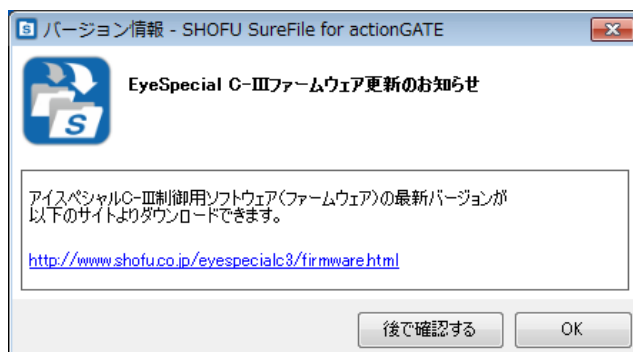 バージョン情報 - SHOFU SureFile for actionGATE
EyeSpecial C-Ⅲファームウェア更新のお知らせ
S
アイスペシャルC-Ⅲ制御用ソフトウェア(ファームウェア)の最新バージョンが
以下のサイトよりダウンロードできます。
http://www.shofu.co.jp/eyespecialc3/firmware.html
後で確認する
OK